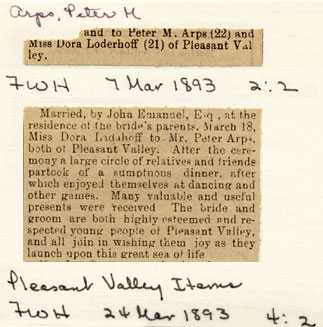 Arps, Peter M
and to Peter M. Arps (22) and
Miss Dora Loderhoff (21) of Pleasant Val
ley.
FWH 7 Mar 1893 2:2
Married, by John Emanuel, Esq, at the
residence of the bride's parents, March 18,
Miss Dora Ladahoff to Mr. Peter Arp,
both of Pleasant Valley. After the cere-
mony a large circle of relatives and friends
partook of a sumptuous dinner, after
which enjoyed themselves at dancing and
other games. Many valuable and useful
presents were received The bride and
groom are both highly esteemed and re-
spected young people of Pleasant Valley,
and all join in wishing them joy as they
launch upon this great sea of life
Pleasant Valley Items
FWH 24 Mar 1893 4:2